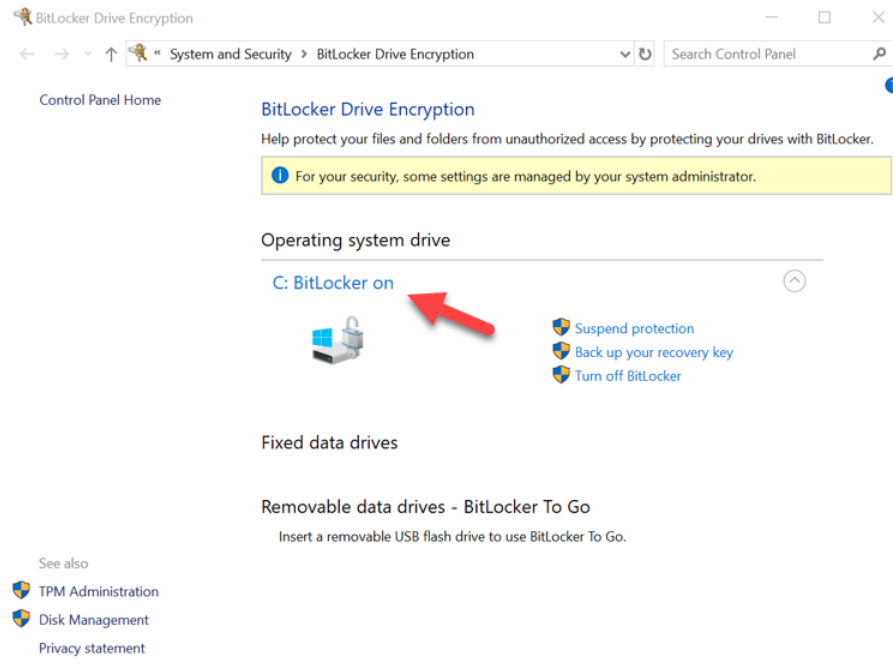 BitLocker Drive Encryption
« System and Security > BitLocker Drive Encryption
Search Control Panel
Control Panel Home
BitLocker Drive Encryption
Help protect your files and folders from unauthorized access by protecting your drives with BitLocker.
For your security, some settings are managed by your system administrator.
Operating system drive
C: BitLocker on
Suspend protection
Back up your recovery key
Turn off BitLocker
Fixed data drives
Removable data drives - BitLocker To Go
Insert a removable USB flash drive to use BitLocker To Go.
See also
TPM Administration
Disk Management
Privacy statement